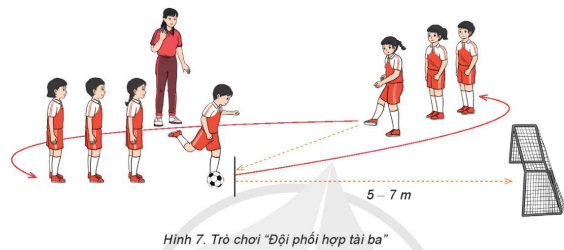 5 – 7 m
Hình 7. Trò chơi “Đội phối hợp tài ba”